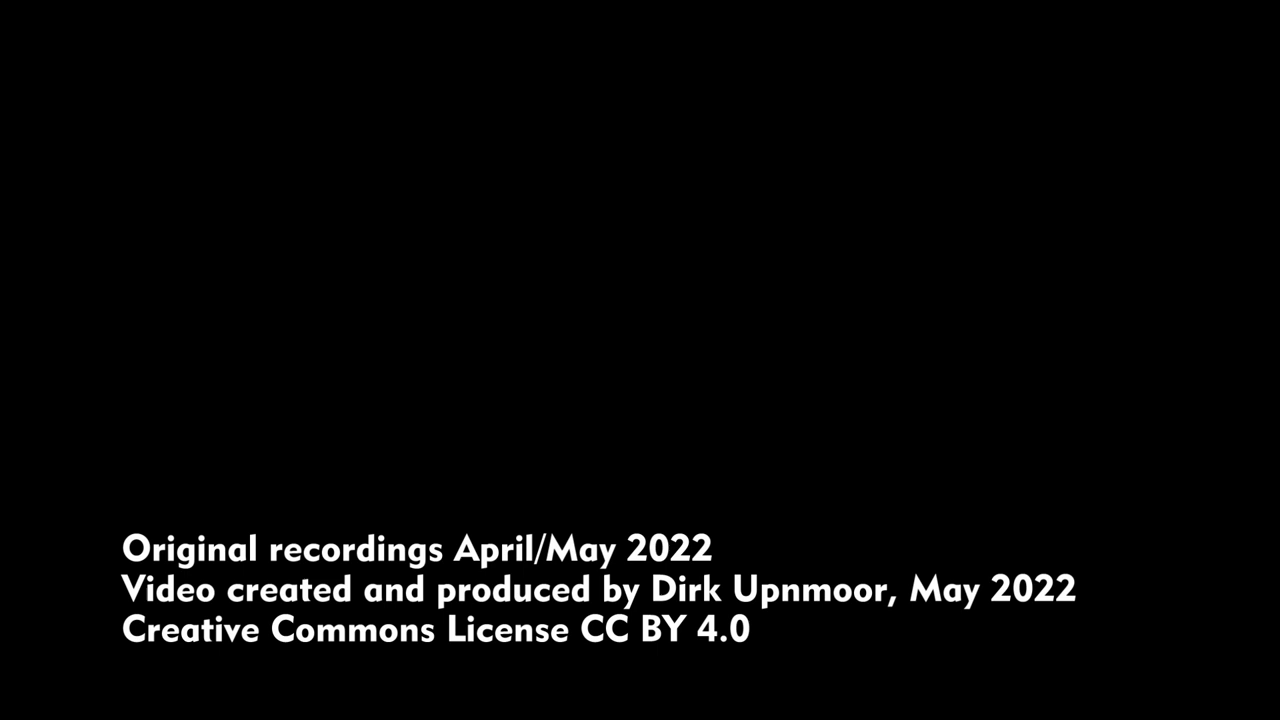 Original recordings April/May 2022
Video created and produced by Dirk Upnmoor, May 2022
Creative Commons License CC BY 4.0